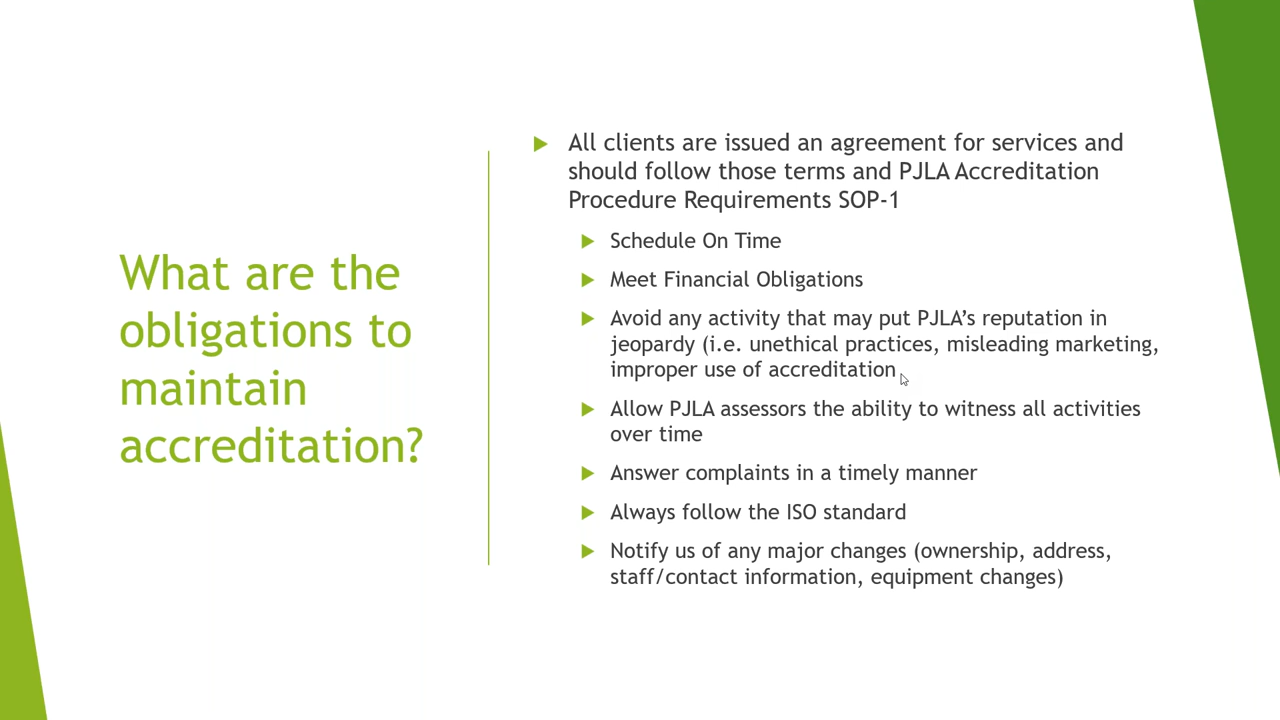 What are the
obligations to
maintain
accreditation?
All clients are issued an agreement for services and
should follow those terms and PJLA Accreditation
Procedure Requirements SOP-1
Schedule On Time
Meet Financial Obligations
Avoid any activity that may put PJLA’s reputation in
jeopardy (i.e. unethical practices, misleading marketing,
improper use of accreditation
Allow PJLA assessors the ability to witness all activities
over time
Answer complaints in a timely manner
Always follow the ISO standard
Notify us of any major changes (ownership, address,
staff/contact information, equipment changes)